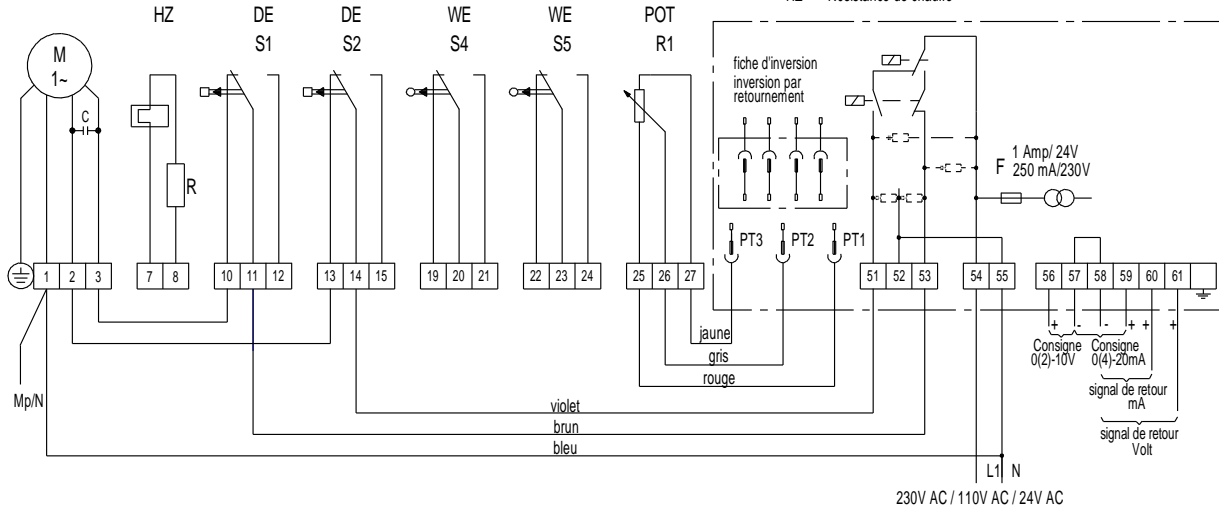 HZ
DE
DE
WE
WE
POT
S1
S2
S4
S5
R1
M
1~
C
R
fiche d'inversion
inversion par
retournement
F
1 Amp/ 24V
250 mA/230V
PT3
PT2
PT1
1 2 3
7 8
10 11 12
13 14 15
19 20 21
22 23 24
25 26 27
51 52 53
54 55
56 57 58 59 60 61
+ - - + + +
Consigne
0(2)-10V
Consigne
0(4)-20mA
signal de retour
mA
signal de retour
Volt
jaune
gris
rouge
Mp/N
violet
brun
bleu
L1 N
230V AC / 110V AC / 24V AC